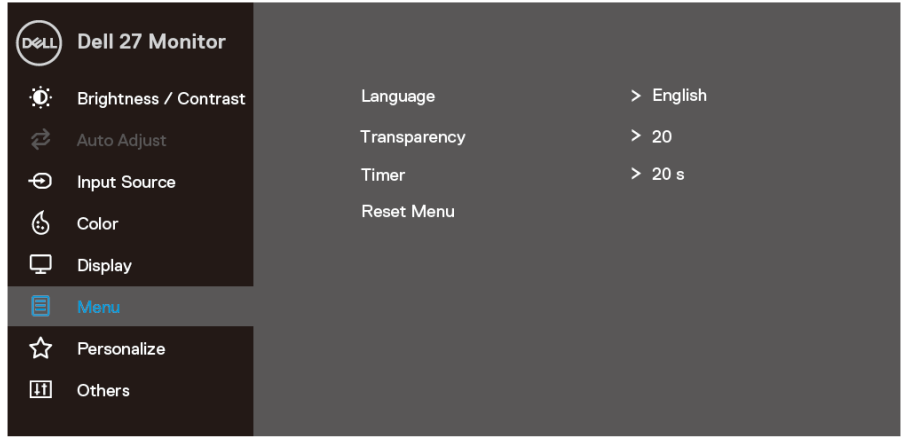 DELL
Dell 27 Monitor
Brightness / Contrast
Auto Adjust
Input Source
Color
Display
Menu
Personalize
Others
Language > English
Transparency > 20
Timer > 20 s
Reset Menu